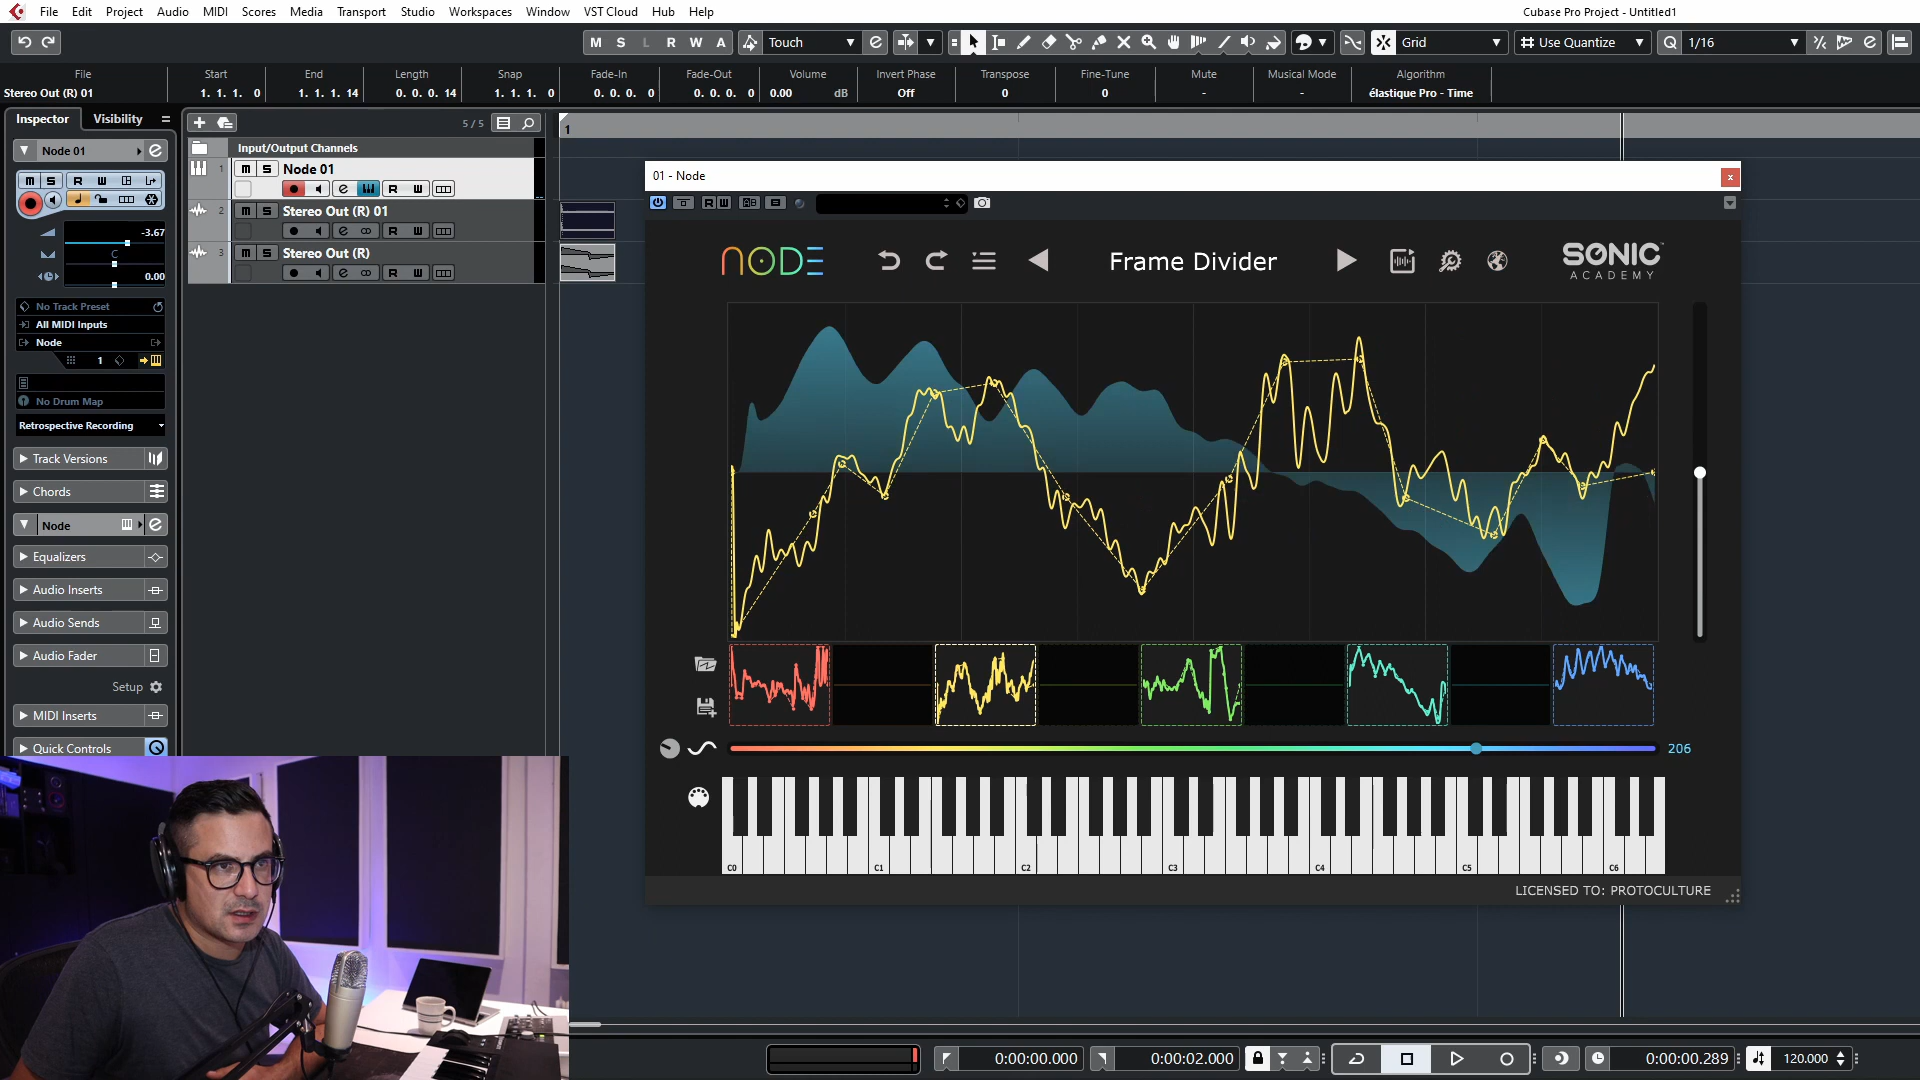 File Edit Project Audio MIDI Scores Media Transport Studio Workspaces Window VST Cloud Hub Help
Cubase Pro Project - Untitled1
M S L R W A Touch Grid Use Quantize Q 1/16
File Start End Length Snap Fade-In Fade-Out Volume Invert Phase Transpose Fine-Tune Mute Musical Mode Algorithm
Stereo Out (R) 01 1. 1. 1. 0 1. 1. 1. 14 0. 0. 0. 14 1. 1. 1. 0 0. 0. 0. 0 0. 0. 0. 0 0.00 dB Off 0 0 - - élastique Pro - Time
Inspector Visibility
5 / 5
1
Node 01
Input/Output Channels
1 M S Node 01
R W
2 M S Stereo Out (R) 01
R W
3 M S Stereo Out (R)
R W
M S R W
-3.67
C
0.00
No Track Preset
All MIDI Inputs
Node
1
No Drum Map
Retrospective Recording
Track Versions
Chords
Node
Equalizers
Audio Inserts
Audio Sends
Audio Fader
Setup
MIDI Inserts
Quick Controls
01 - Node
R W
NODE
Frame Divider
SONIC
ACADEMY
206
C0 C1 C2 C3 C4 C5 C6
LICENSED TO: PROTOCULTURE
0:00:00.000
0:00:02.000
0:00:00.289
120.000